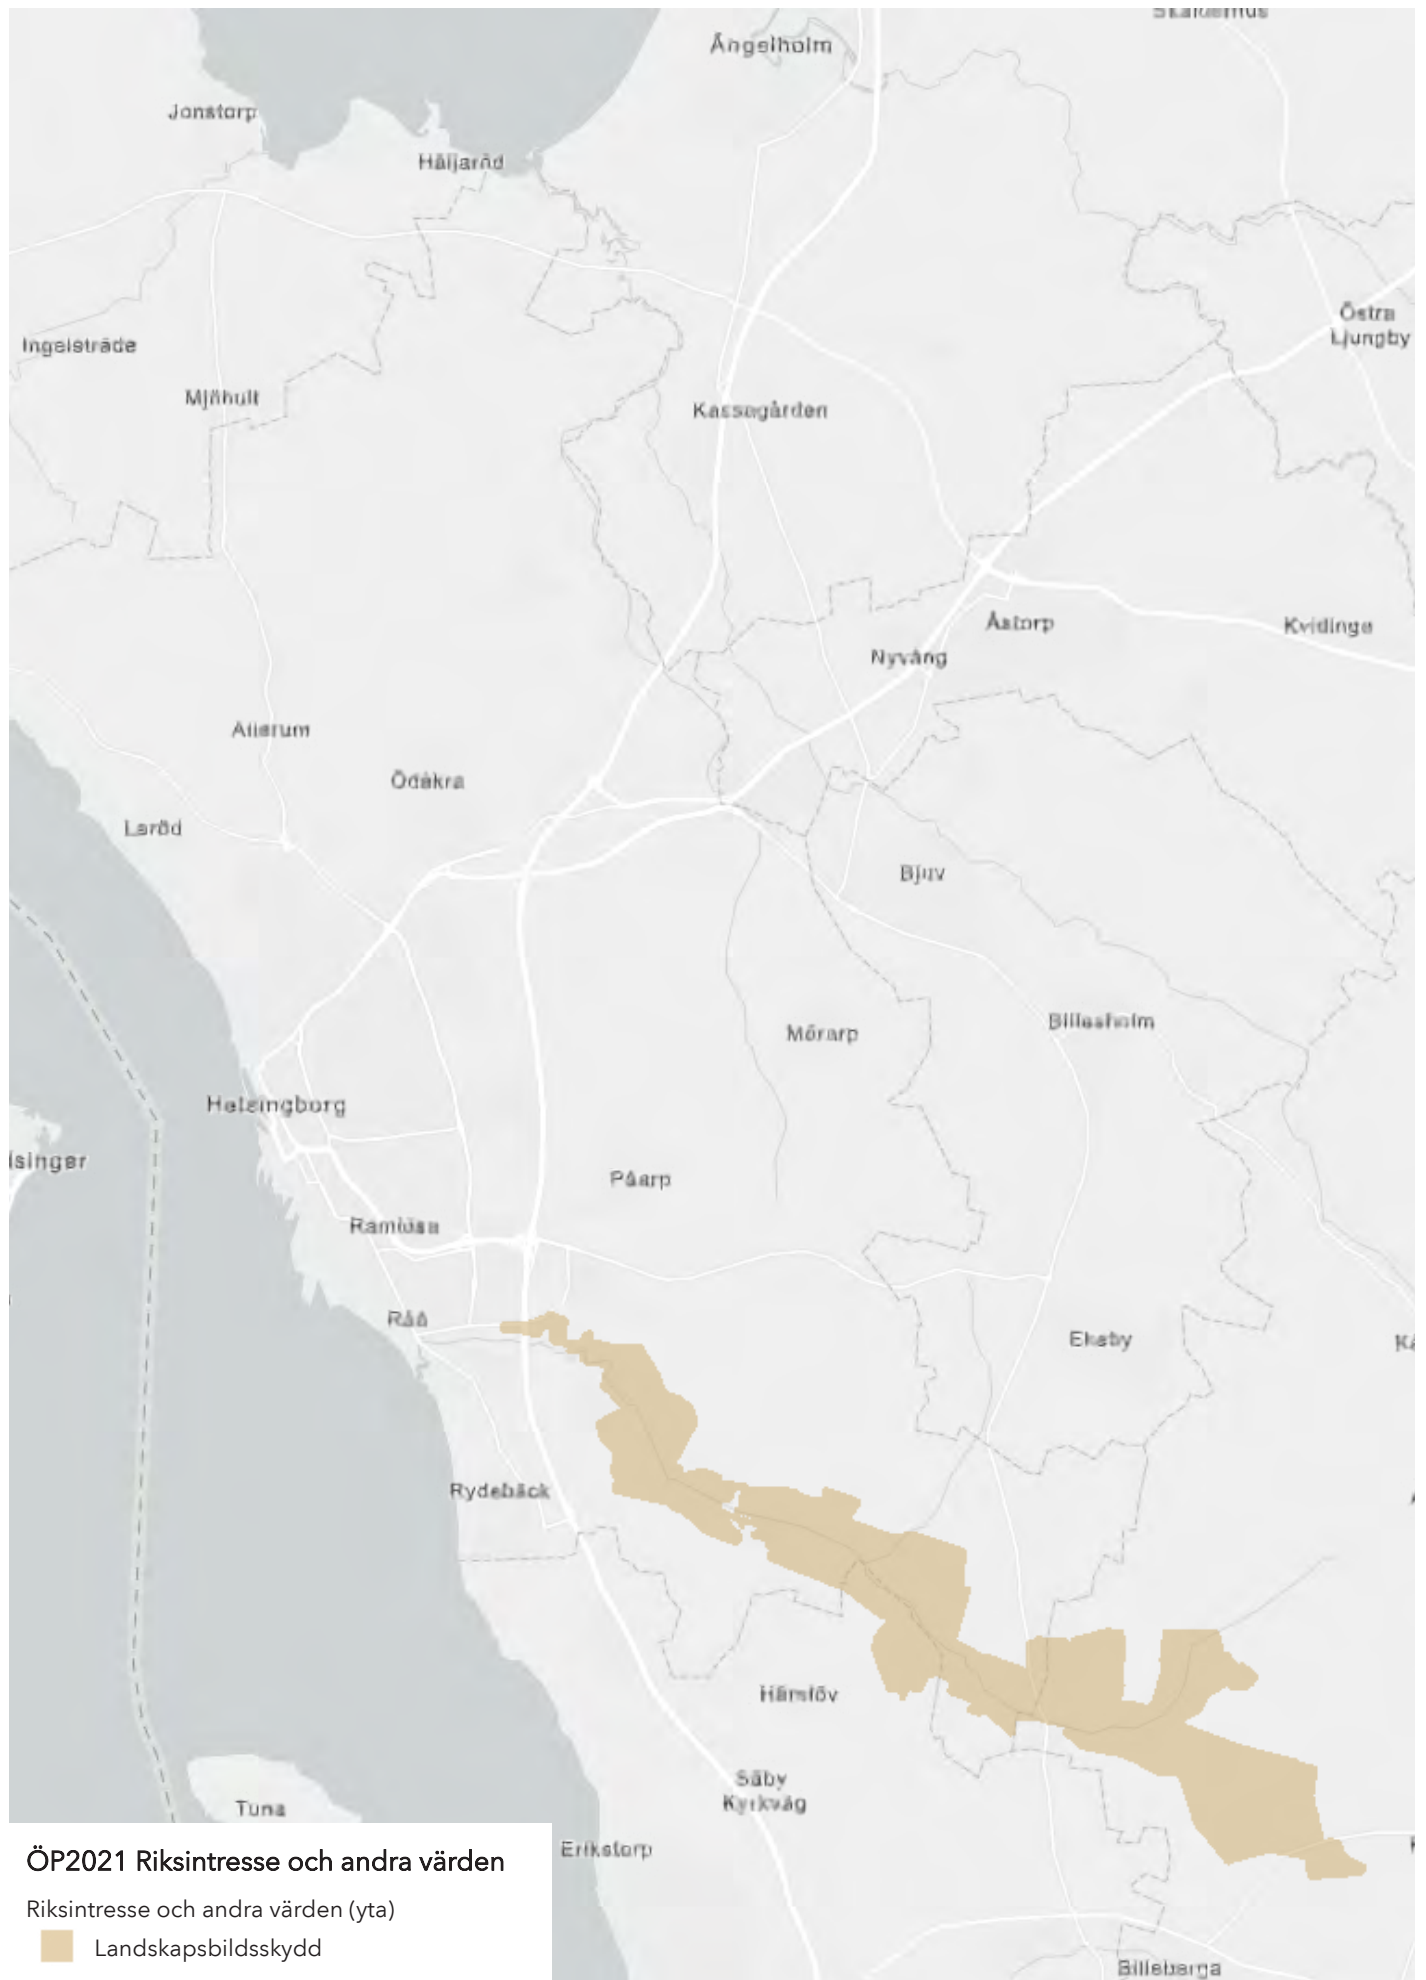 Ängelholm
Jonstorp
Häljaröd
Östra
Ljungby
Ingelsträde
Mjöhult
Kassagården
Åstorp
Kvidinge
Nyvång
Allerum
Ödåkra
Laröd
Bjuv
Billesholm
Mörarp
Helsingborg
lsinger
Påarp
Ramlösa
Råå
Ekeby
Rydebäck
Härslöv
Säby
Kyrkväg
Tuna
Erikstorp
ÖP2021 Riksintresse och andra värden
Riksintresse och andra värden (yta)
Landskapsbildsskydd
Billeberga